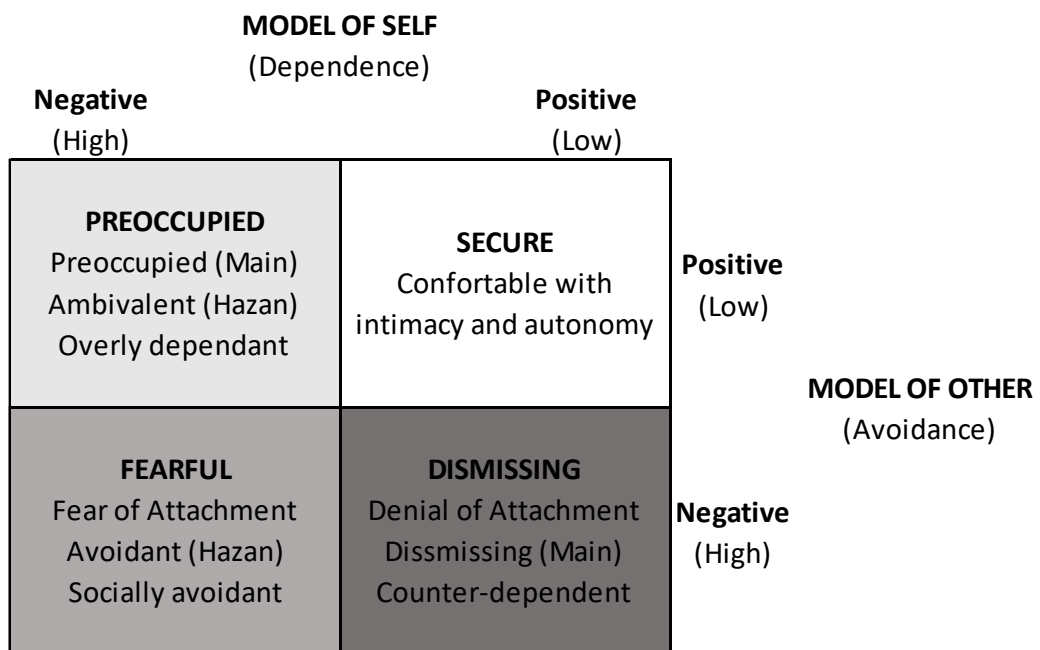 MODEL OF SELF
(Dependence)
Negative
(High)
Positive
(Low)
PREOCCUPIED
Preoccupied (Main)
Ambivalent (Hazan)
Overly dependant
SECURE
Confortable with
intimacy and autonomy
Positive
(Low)
MODEL OF OTHER
(Avoidance)
FEARFUL
Fear of Attachment
Avoidant (Hazan)
Socially avoidant
DISMISSING
Denial of Attachment
Dissmissing (Main)
Counter-dependent
Negative
(High)